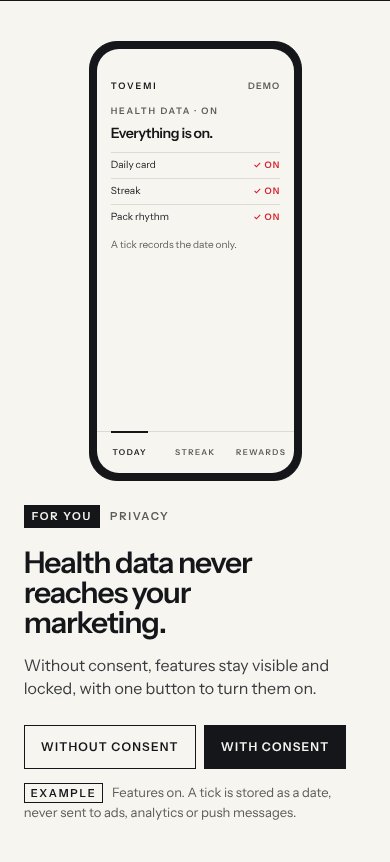 TOVEMI DEMO
HEALTH DATA · ON
Everything is on.
Daily card ✓ ON
Streak ✓ ON
Pack rhythm ✓ ON
A tick records the date only.
TODAY STREAK REWARDS
FOR YOU PRIVACY
Health data never
reaches your
marketing.
Without consent, features stay visible and
locked, with one button to turn them on.
WITHOUT CONSENT WITH CONSENT
EXAMPLE Features on. A tick is stored as a date,
never sent to ads, analytics or push messages.